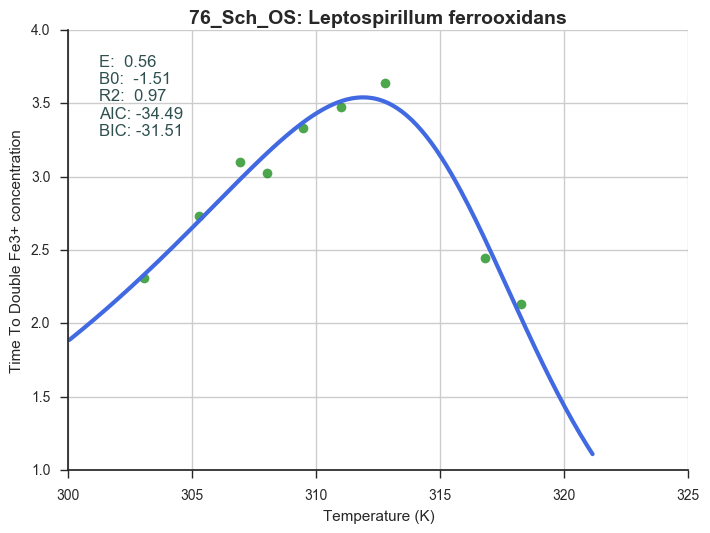 76_Sch_OS: Leptospirillum ferrooxidans
4.0
E:  0.56
B0:  -1.51
R2:  0.97
AIC: -34.49
BIC: -31.51
3.5
3.0
2.5
2.0
1.5
1.0
Time To Double Fe3+ concentration
300
305
310
315
320
325
Temperature (K)